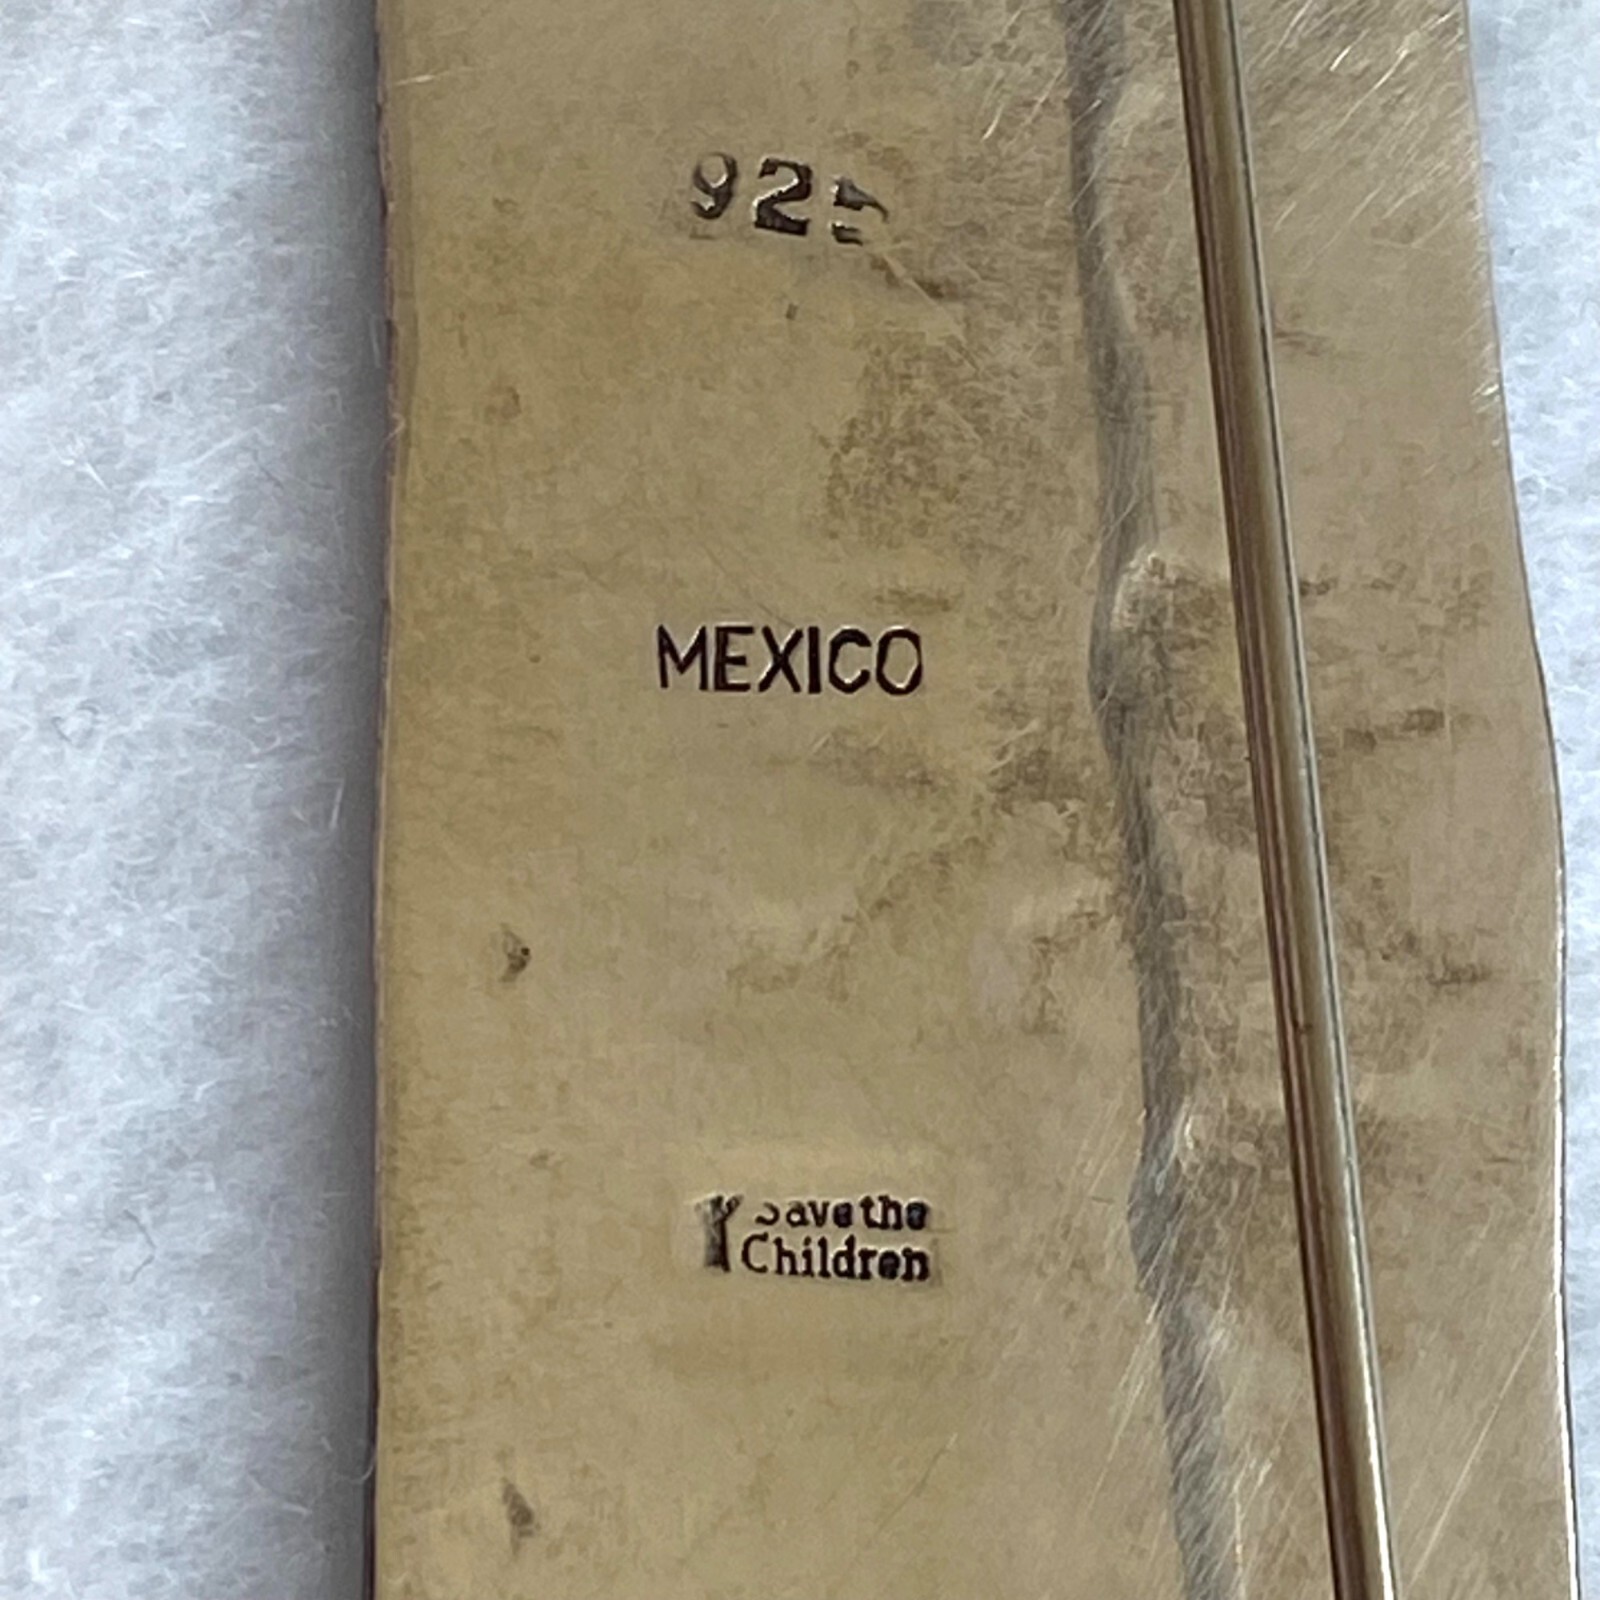 925
MEXICO
Save the
Children